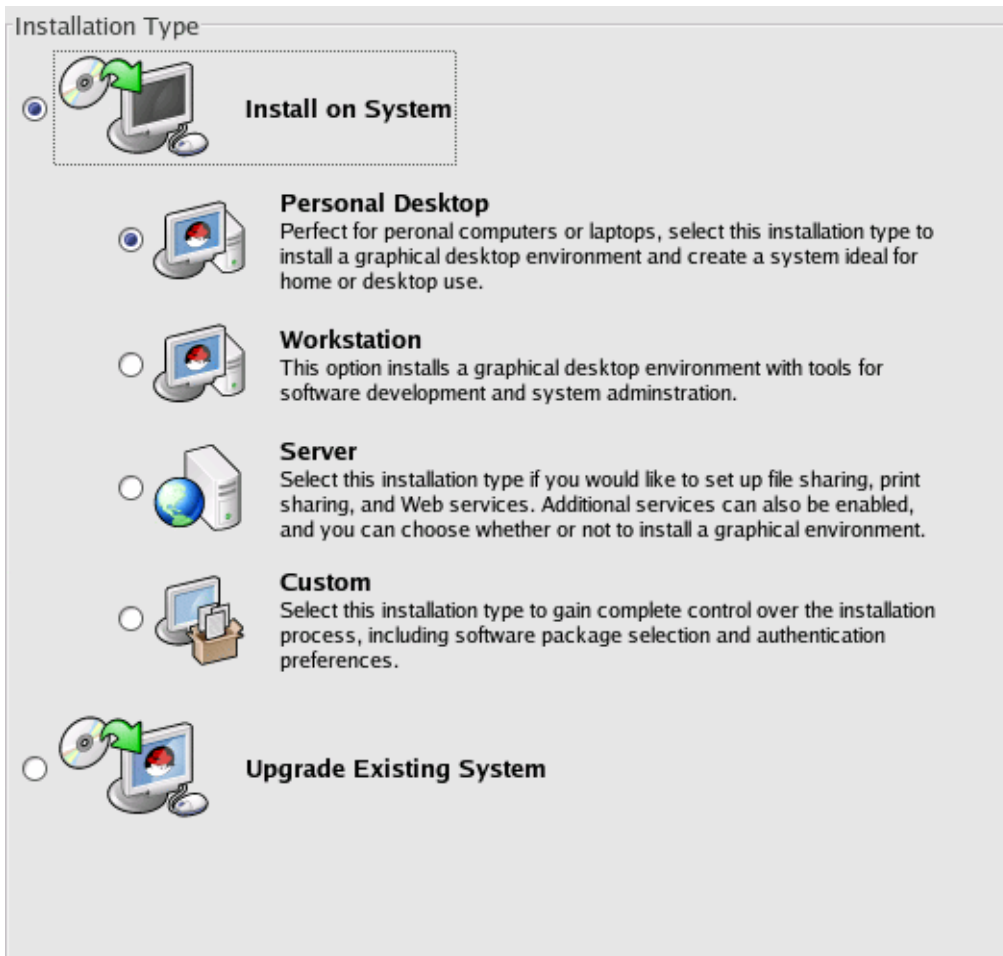 Installation Type
Install on System
Personal Desktop
Perfect for peronal computers or laptops, select this installation type to
install a graphical desktop environment and create a system ideal for
home or desktop use.
Workstation
This option installs a graphical desktop environment with tools for
software development and system adminstration.
Server
Select this installation type if you would like to set up file sharing, print
sharing, and Web services. Additional services can also be enabled,
and you can choose whether or not to install a graphical environment.
Custom
Select this installation type to gain complete control over the installation
process, including software package selection and authentication
preferences.
Upgrade Existing System